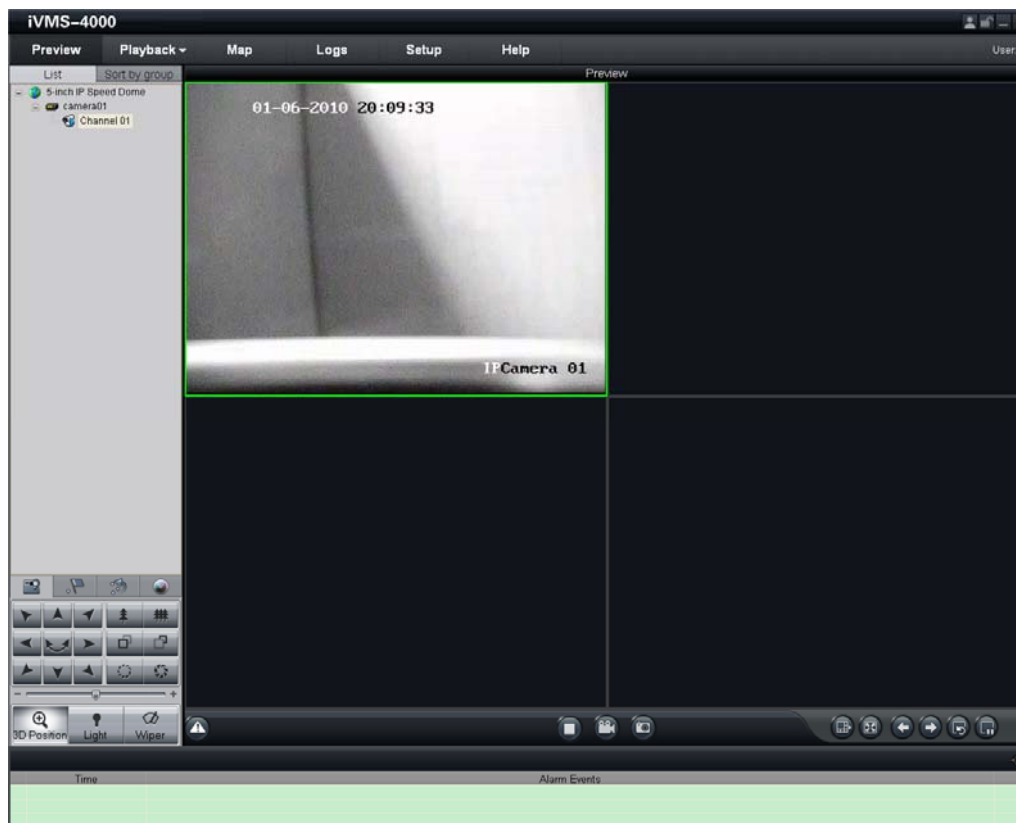 iVMS-4000
Preview Playback Map Logs Setup Help User:
List Sort by group Preview
5-inch IP Speed Dome
camera01
Channel 01
01-06-2010 20:09:33
IPCamera 01
3D Position Light Wiper
Time Alarm Events